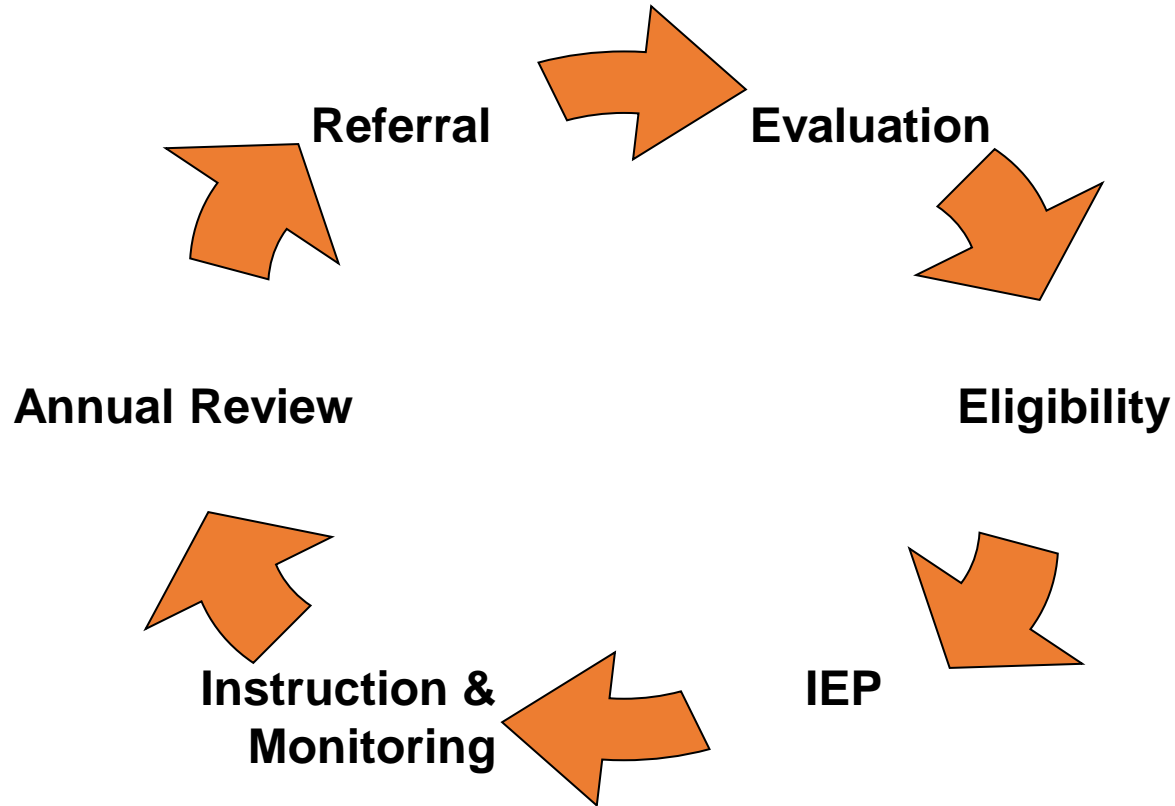 Referral
Evaluation
Eligibility
IEP
Instruction &
Monitoring
Annual Review